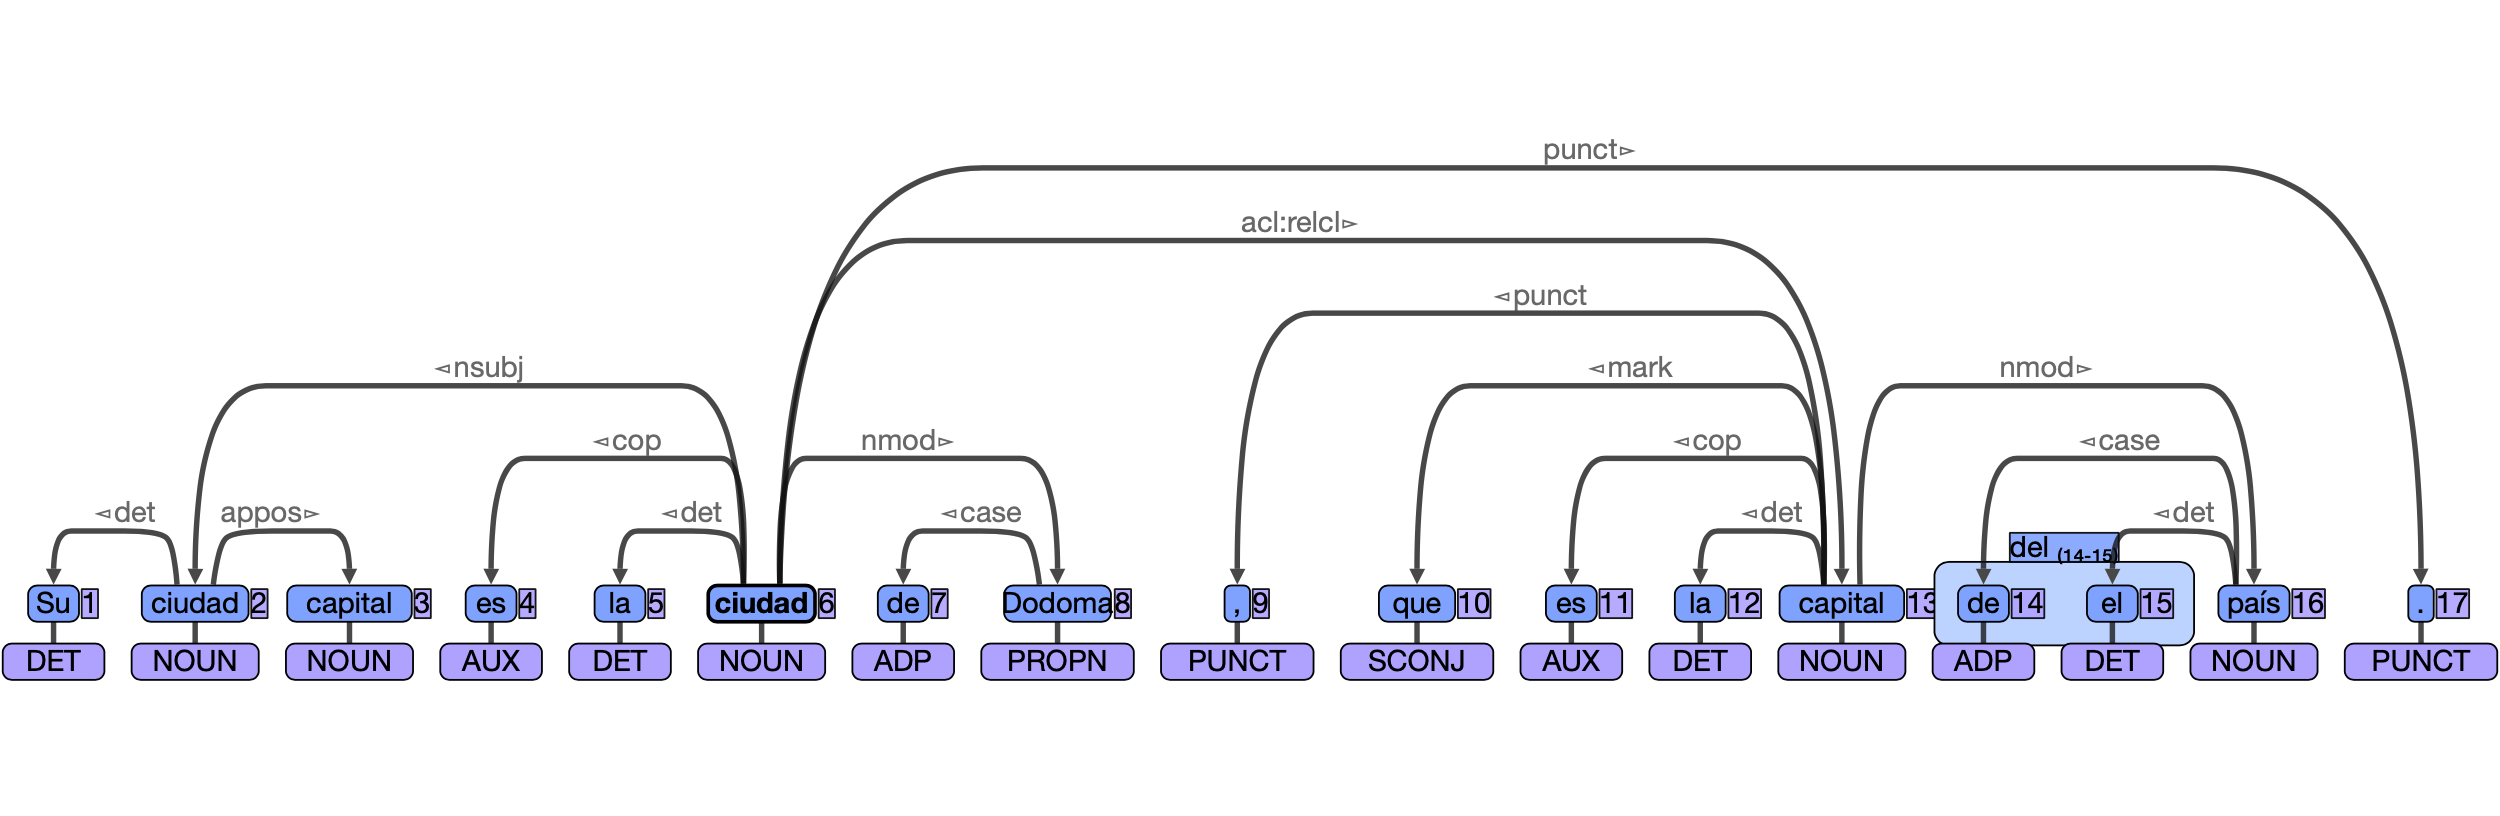 punct▹
acl:relcl▹
◃punct
◃nsubj ◃mark nmod▹
◃cop nmod▹ ◃cop ◃case
◃det appos▹ ◃det ◃case ◃det ◃det
del (14-15)
Su 1 ciudad 2 capital 3 es 4 la 5 ciudad 6 de 7 Dodoma 8 , 9 que 10 es 11 la 12 capital 13 de 14 el 15 país 16 . 17
DET NOUN NOUN AUX DET NOUN ADP PROPN PUNCT SCONJ AUX DET NOUN ADP DET NOUN PUNCT